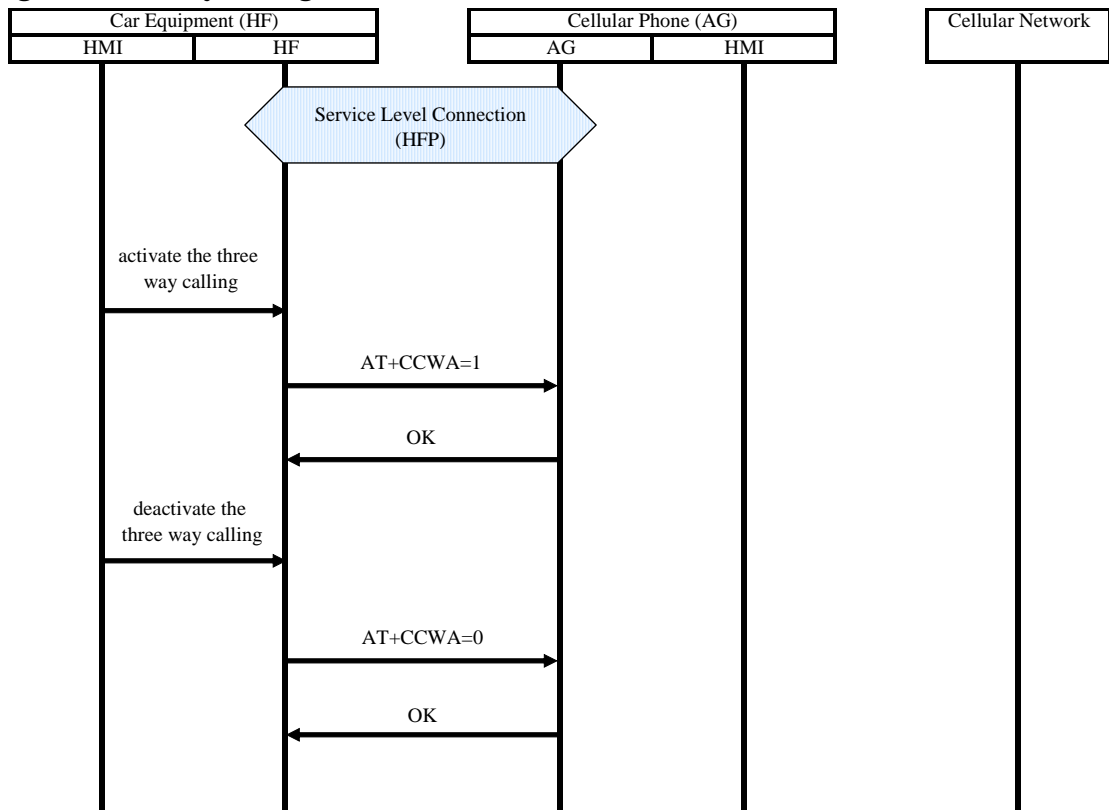 Car Equipment (HF)
Cellular Phone (AG)
Cellular Network
HMI
HF
AG
HMI
Service Level Connection
(HFP)
activate the three
way calling
AT+CCWA=1
OK
deactivate the
three way calling
AT+CCWA=0
OK